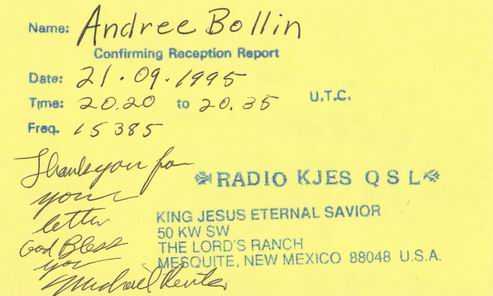 Name: Andree Bollin
Confirming Reception Report
Date: 21.09.1995
Time: 20.20 to 20.35 U.T.C.
Freq. 15385
Thank you for
your
letter
God Bless
you
Michael
RADIO KJES Q S L
KING JESUS ETERNAL SAVIOR
50 KW SW
THE LORD'S RANCH
MESQUITE, NEW MEXICO 88048 U.S.A.